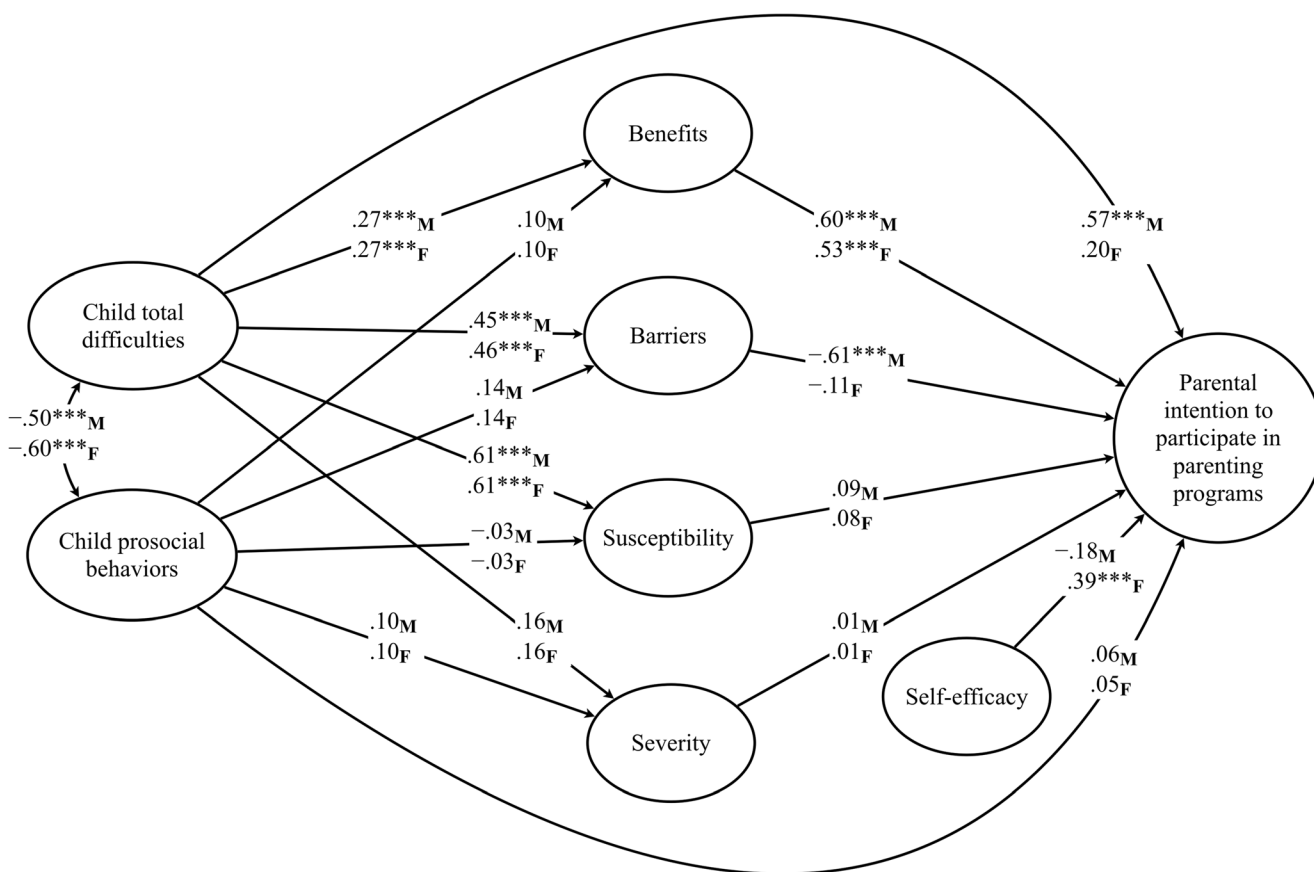 Benefits
.27***M
.27***F
.10M
.10F
.60***M
.53***F
.57***M
.20F
Child total
difficulties
.45***M
.46***F
Barriers
−.61***M
−.11F
Parental
intention to
participate in
parenting
programs
−.50***M
−.60***F
.14M
.14F
.61***M
.61***F
Child prosocial
behaviors
−.03M
−.03F
Susceptibility
.09M
.08F
−.18M
.39***F
.10M
.10F
.16M
.16F
.01M
.01F
.06M
.05F
Self-efficacy
Severity